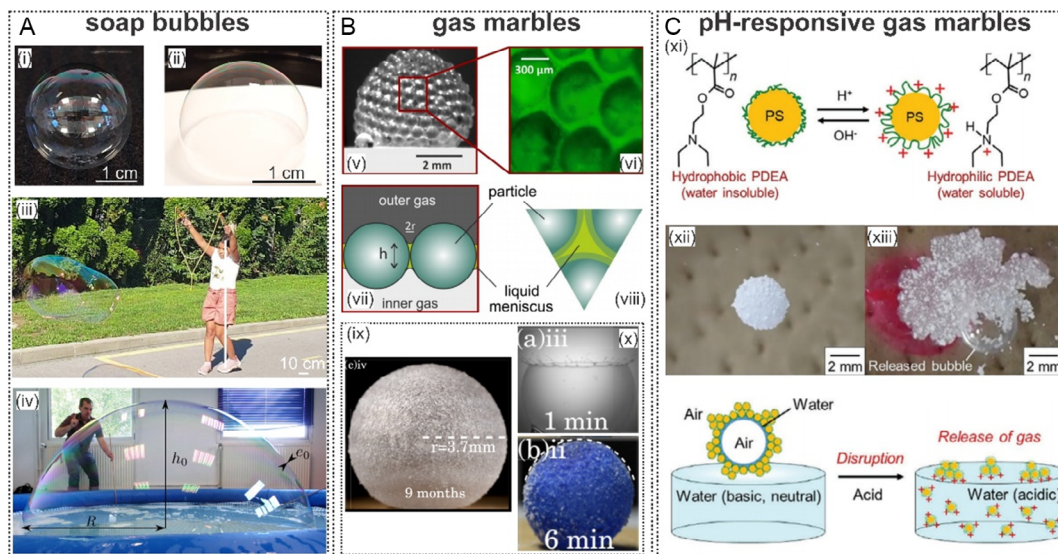 A soap bubbles
(i)
1 cm
(ii)
1 cm
(iii)
10 cm
(iv)
h₀
c₀
R
B gas marbles
(v)
2 mm
300 µm
(vi)
outer gas
2r
h
(vii)
inner gas
particle
liquid
meniscus
(viii)
(ix)
(c)iv
r=3.7mm
9 months
(a)iii
(x)
1 min
(b)ii
6 min
C pH-responsive gas marbles
(xi)
n
O
O
N
PS
H⁺
OH⁻
PS
n
O
O
H
N
+
Hydrophobic PDEA
(water insoluble)
Hydrophilic PDEA
(water soluble)
(xii)
2 mm
(xiii)
Released bubble
2 mm
Air
Water
Air
Water (basic, neutral)
Disruption
Acid
Release of gas
Water (acidic)